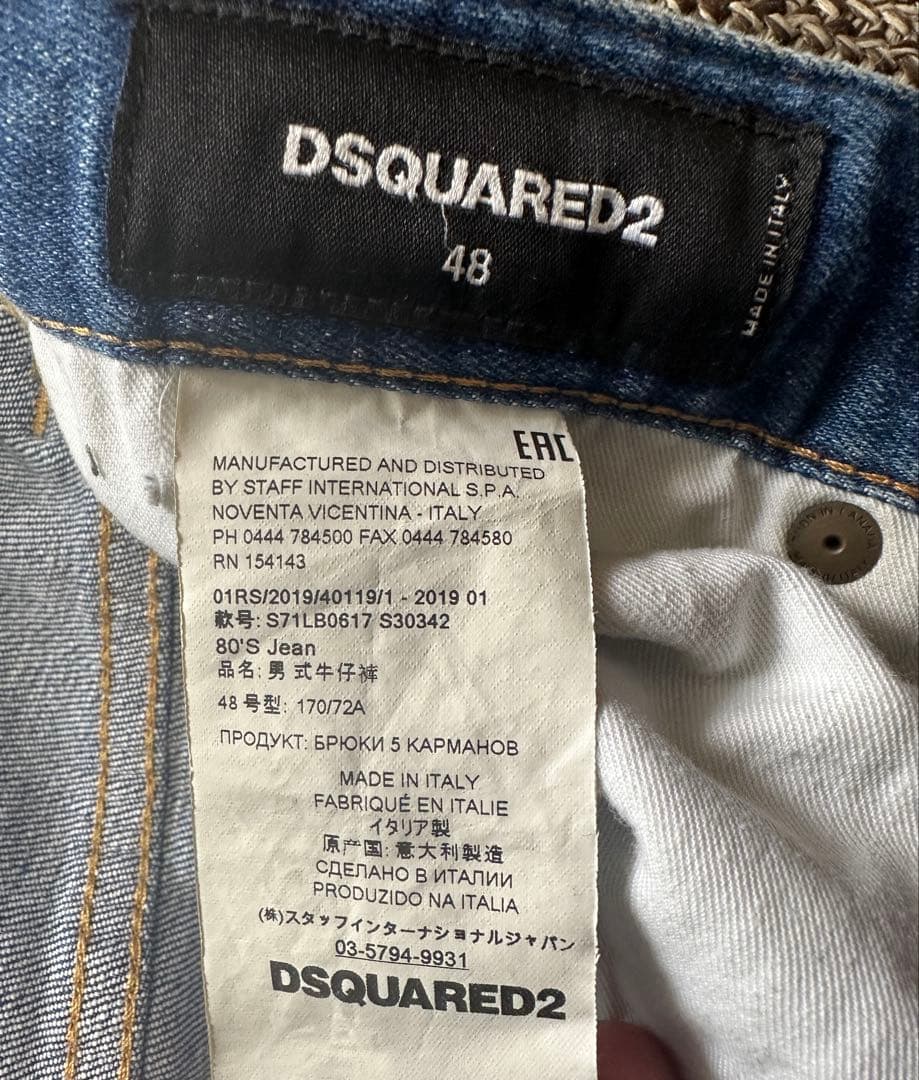 DSQUARED2
48
MADE IN ITALY
EAC
MANUFACTURED AND DISTRIBUTED
BY STAFF INTERNATIONAL S.P.A.
NOVENTA VICENTINA - ITALY
PH 0444 784500 FAX 0444 784580
RN 154143
01RS/2019/40119/1 - 2019 01
款号: S71LB0617 S30342
80'S Jean
品名: 男 式牛仔裤
48 号型: 170/72A
ПРОДУКТ: БРЮКИ 5 КАРМАНОВ
MADE IN ITALY
FABRIQUÉ EN ITALIE
イタリア製
原产国: 意大利製造
СДЕЛАНО В ИТАЛИИ
PRODUZIDO NA ITALIA
(株)スタッフインターナショナルジャパン
03-5794-9931
DSQUARED2